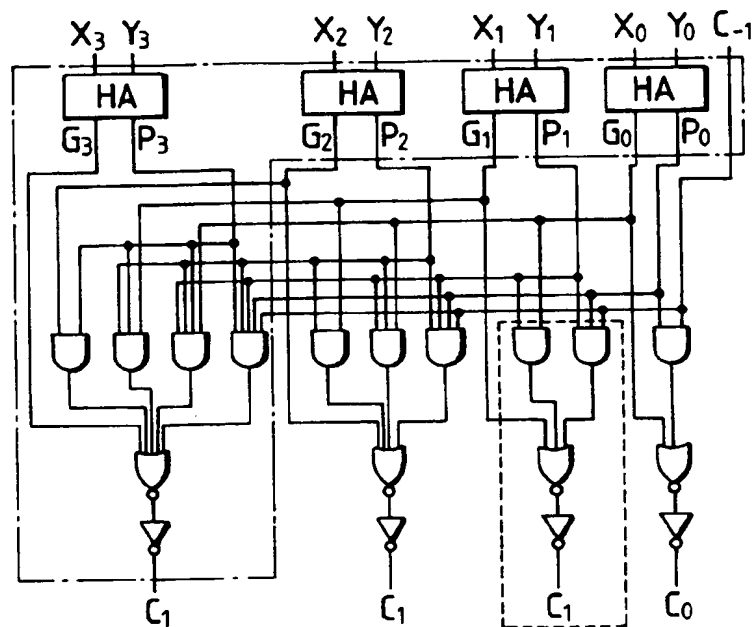 X3 Y3 X2 Y2 X1 Y1 X0 Y0 C-1
HA HA HA HA
G3 P3 G2 P2 G1 P1 G0 P0
C1 C1 C1 C0